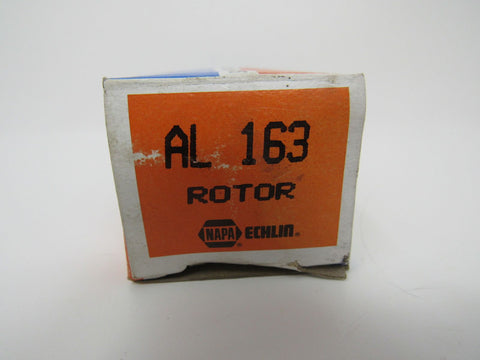 AL 163
ROTOR
NAPA® ECHLIN®